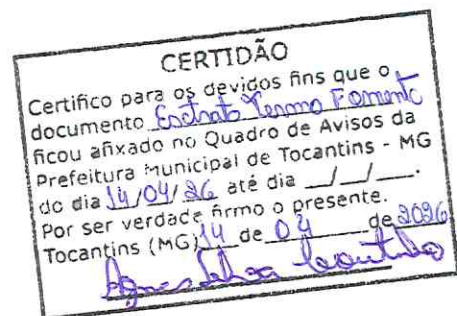 CERTIDÃO
Certifico para os devidos fins que o
documento Extrato Termo Fomento
ficou afixado no Quadro de Avisos da
Prefeitura Municipal de Tocantins - MG
do dia 14/04/26 até dia __/__/__.
Por ser verdade firmo o presente.
Tocantins (MG) 14 de 04 de 2026
Coutinho